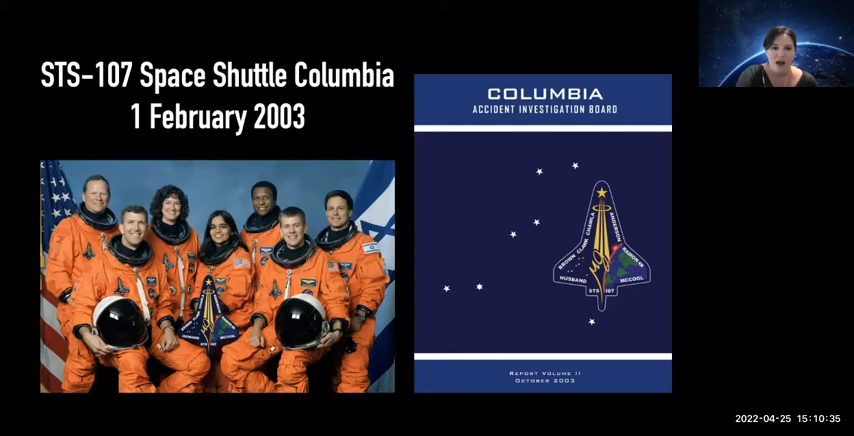 STS-107 Space Shuttle Columbia
1 February 2003
COLUMBIA
ACCIDENT INVESTIGATION BOARD
BROWN CLARK CHAWLA ANDERSON
HUSBAND MCCOOL RAMON
STS 107
REPORT VOLUME II
OCTOBER 2003
2022-04-25 15:10:35